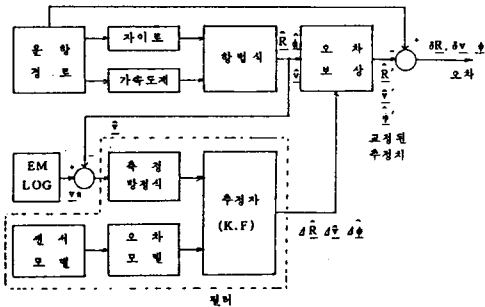 운항
경로
자이로
가속도계
항법식
R̂ φ̂
v̂
오차
보상
R̂'
v̂'
φ̂'
교정된
추정치
δR, δv φ
오차
v̂
EM
LOG
vm
측정
방정식
추정자
(K.F)
센서
모델
오차
모델
ΔR̂ Δv̂ Δφ̂
필터